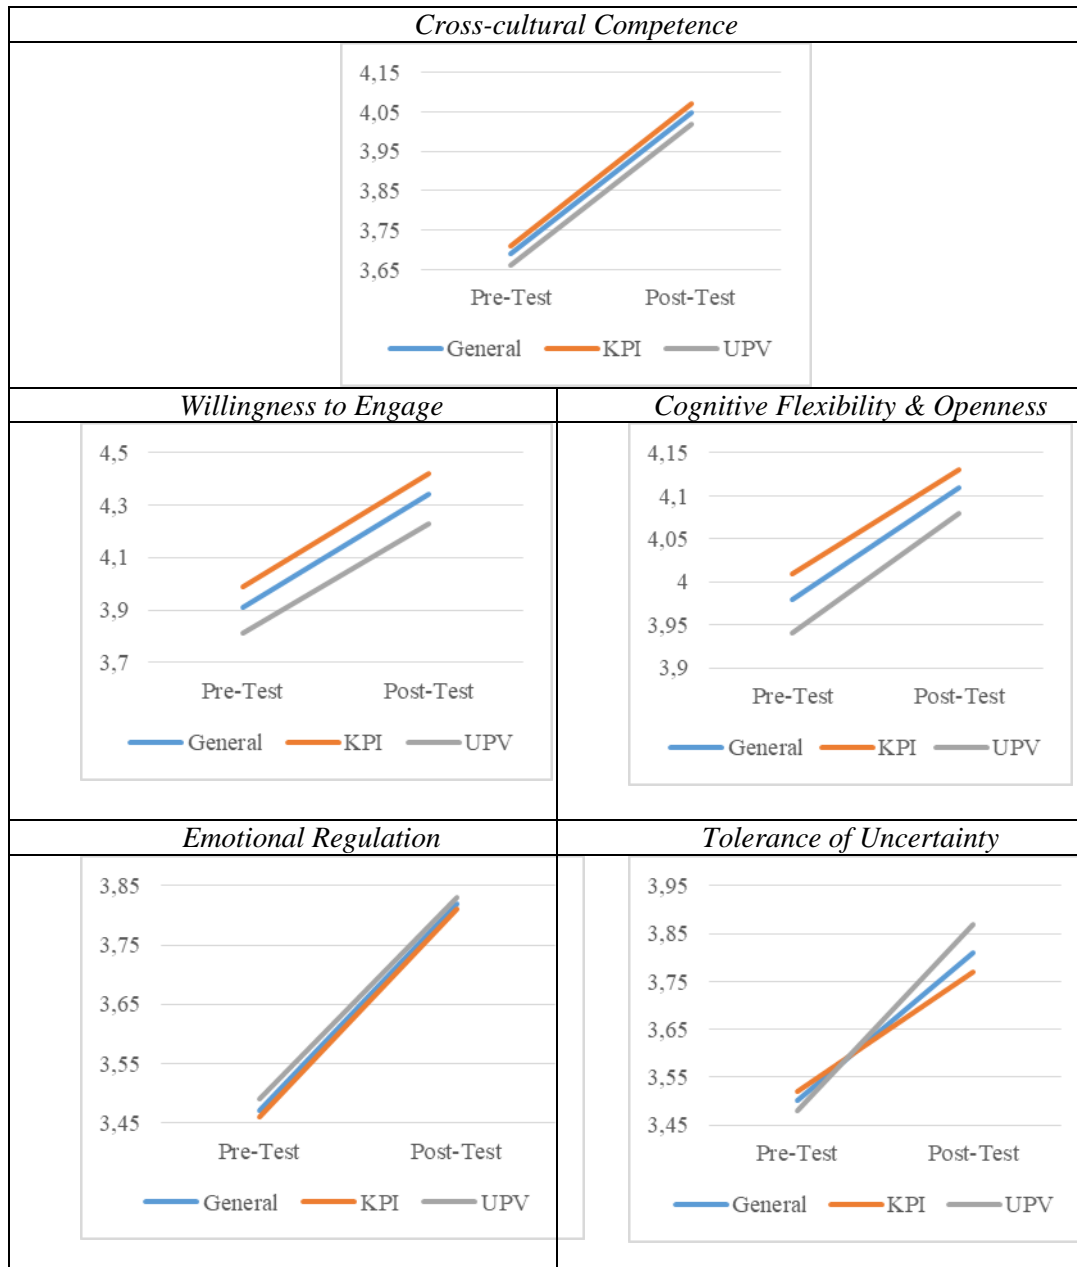 Cross-cultural Competence
4,15
4,05
3,95
3,85
3,75
3,65
Pre-Test Post-Test
General KPI UPV
Willingness to Engage
4,5
4,3
4,1
3,9
3,7
Pre-Test Post-Test
General KPI UPV
Cognitive Flexibility & Openness
4,15
4,1
4,05
4
3,95
3,9
Pre-Test Post-Test
General KPI UPV
Emotional Regulation
3,85
3,75
3,65
3,55
3,45
Pre-Test Post-Test
General KPI UPV
Tolerance of Uncertainty
3,95
3,85
3,75
3,65
3,55
3,45
Pre-Test Post-Test
General KPI UPV